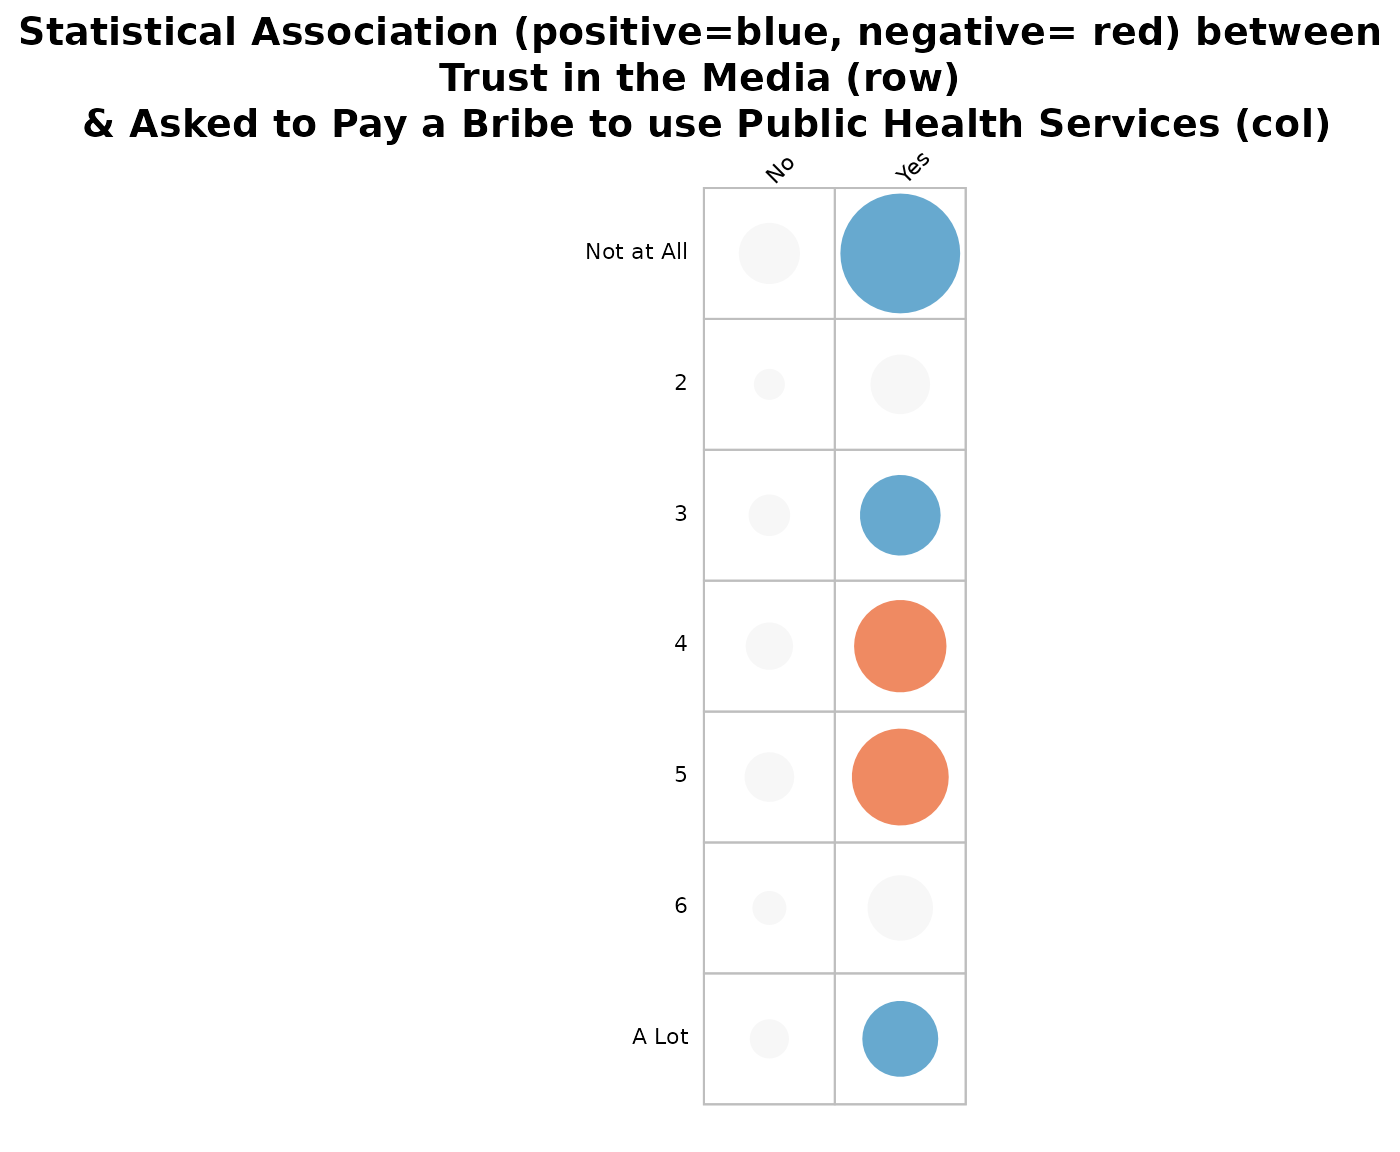 Statistical Association (positive=blue, negative= red) between
Trust in the Media (row)
& Asked to Pay a Bribe to use Public Health Services (col)
No
Yes
Not at All
2
3
4
5
6
A Lot